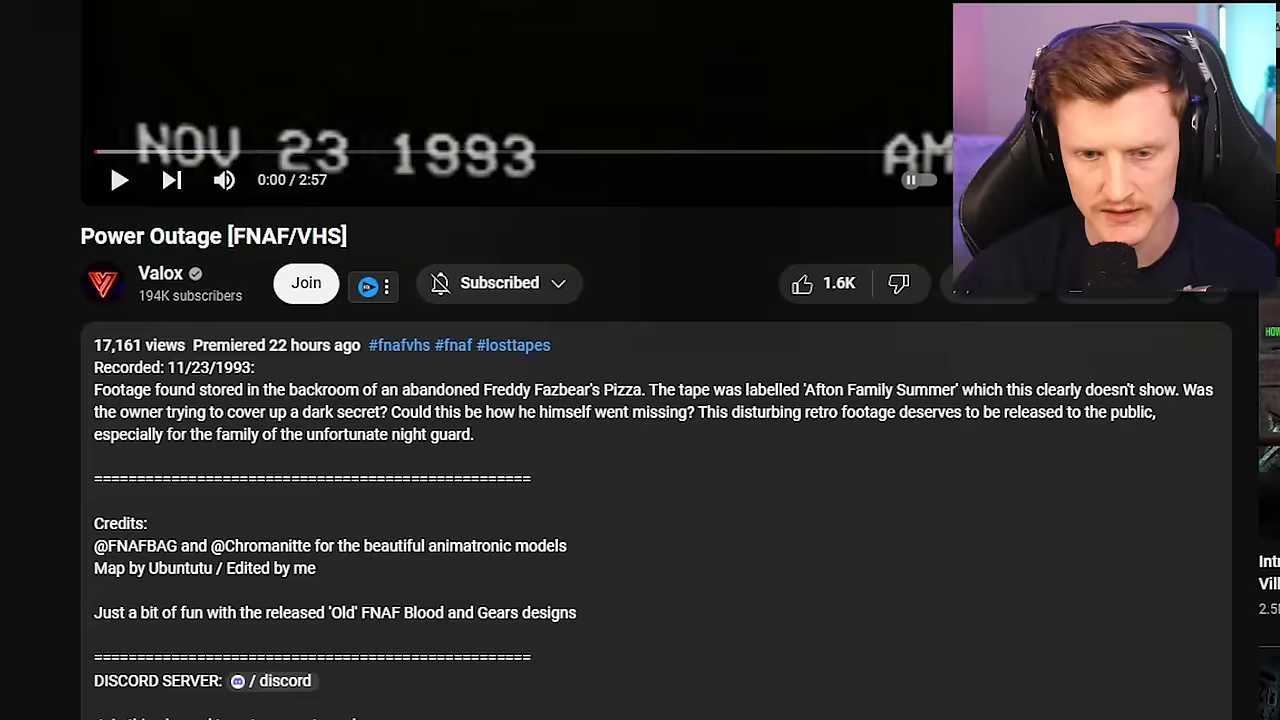 NOV 23 1993
AM
0:00 / 2:57
Power Outage [FNAF/VHS]
Valox
194K subscribers
Join
Subscribed
1.6K
17,161 views Premiered 22 hours ago #fnafvhs #fnaf #losttapes
Recorded: 11/23/1993:
Footage found stored in the backroom of an abandoned Freddy Fazbear's Pizza. The tape was labelled 'Afton Family Summer' which this clearly doesn't show. Was
the owner trying to cover up a dark secret? Could this be how he himself went missing? This disturbing retro footage deserves to be released to the public,
especially for the family of the unfortunate night guard.
==================================================
Credits:
@FNAFBAG and @Chromanitte for the beautiful animatronic models
Map by Ubuntutu / Edited by me
Just a bit of fun with the released 'Old' FNAF Blood and Gears designs
==================================================
DISCORD SERVER: / discord
HOW
Int
Vil
2.5